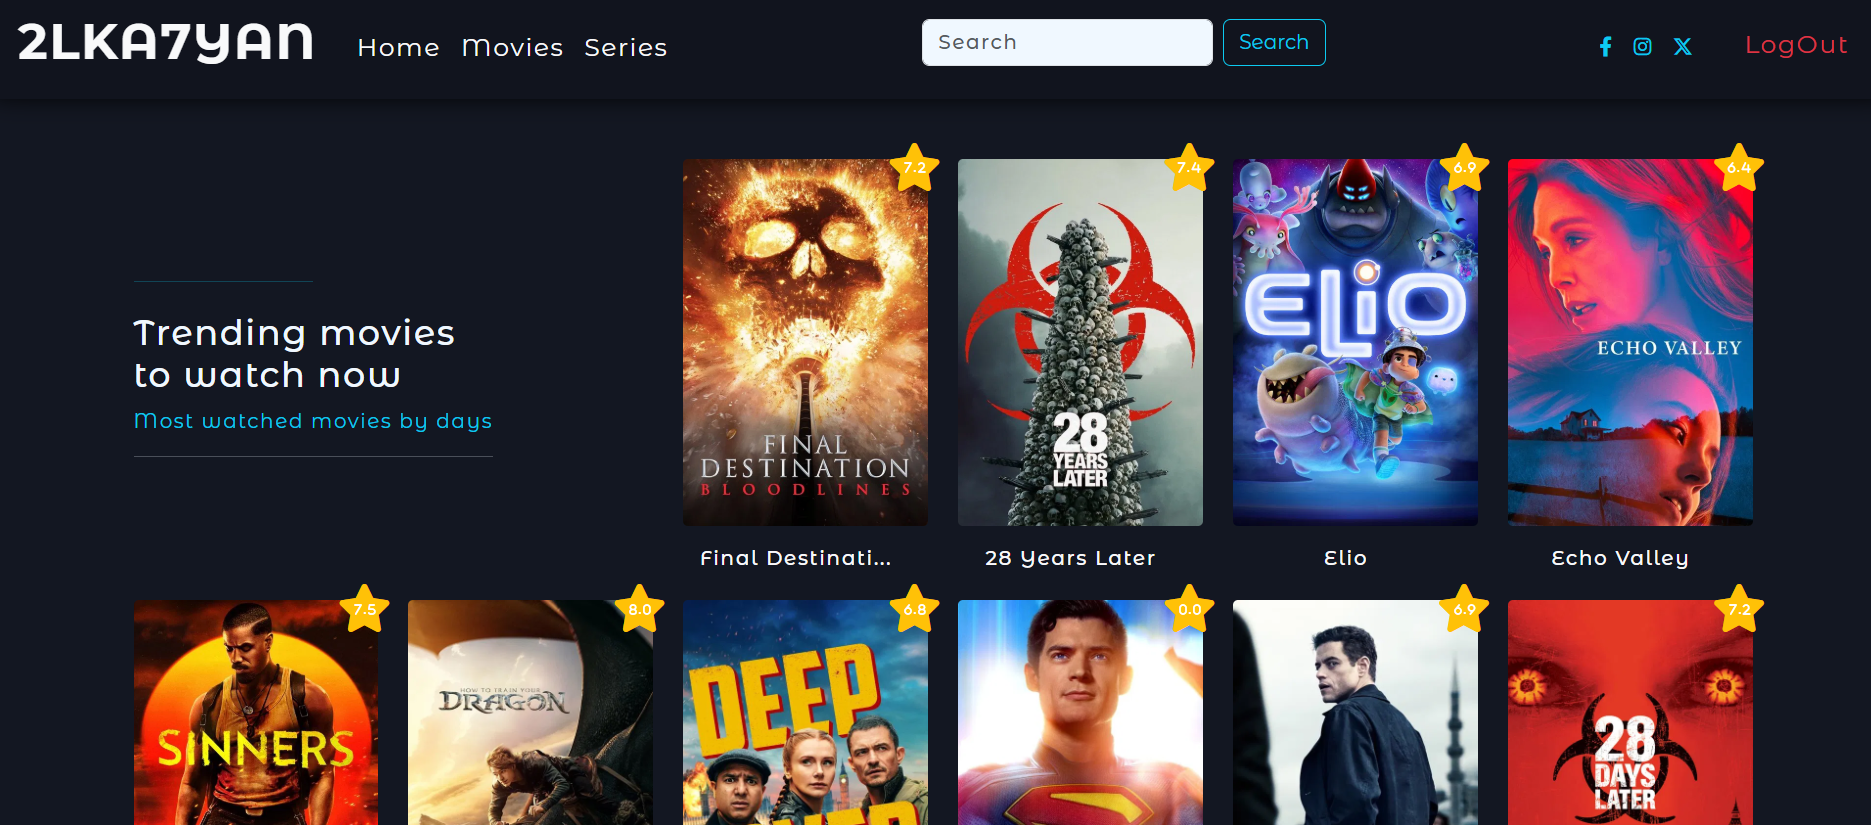 2LKA7YAN Home Movies Series Search Search LogOut
7.2 7.4 6.9 6.4
Trending movies
to watch now
Most watched movies by days
FINAL
DESTINATION
BLOODLINES
28
YEARS
LATER
ELiO
ECHO VALLEY
Final Destinati...
28 Years Later
Elio
Echo Valley
7.5 8.0 6.8 0.0 6.9 7.2
SINNERS
HOW TO TRAIN YOUR
DRAGON
DEEP
COVER
28
DAYS
LATER